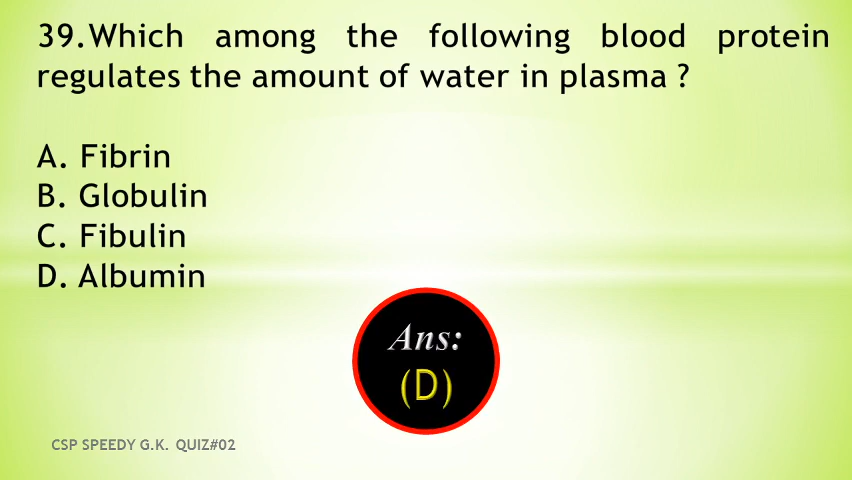 39.Which among the following blood protein
regulates the amount of water in plasma ?
A. Fibrin
B. Globulin
C. Fibulin
D. Albumin
Ans:
(D)
CSP SPEEDY G.K. QUIZ#02